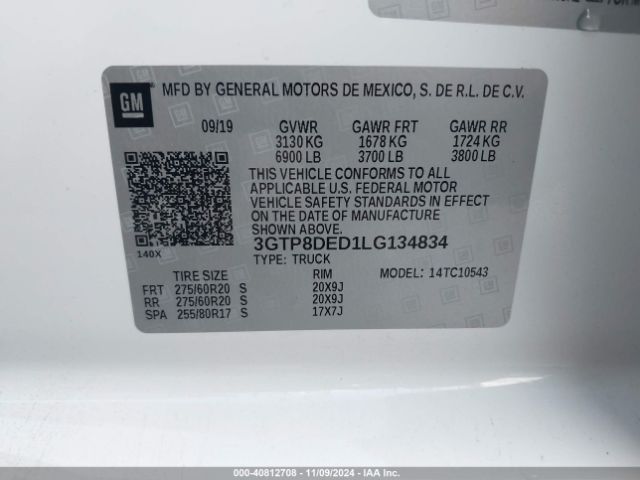 GM
MFD BY GENERAL MOTORS DE MEXICO, S. DE R.L. DE C.V.
09/19 GVWR GAWR FRT GAWR RR
3130 KG 1678 KG 1724 KG
6900 LB 3700 LB 3800 LB
THIS VEHICLE CONFORMS TO ALL
APPLICABLE U.S. FEDERAL MOTOR
VEHICLE SAFETY STANDARDS IN EFFECT
ON THE DATE OF MANUFACTURE
SHOWN ABOVE.
140X
3GTP8DED1LG134834
TYPE: TRUCK MODEL: 14TC10543
TIRE SIZE RIM
FRT 275/60R20 S 20X9J
RR 275/60R20 S 20X9J
SPA 255/80R17 S 17X7J
000-40812708 - 11/09/2024 - IAA Inc.